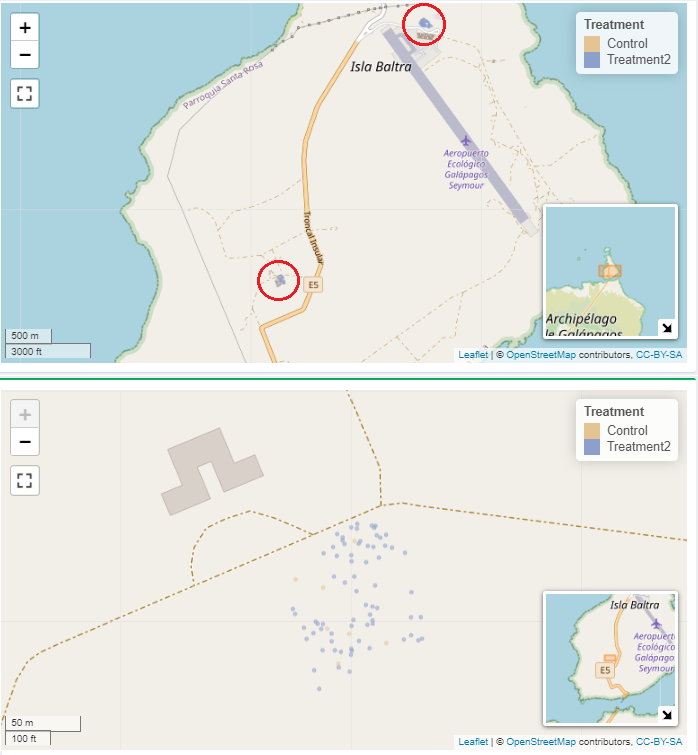 +
−
Treatment
Control
Treatment2
Isla Baltra
Parroquia Santa Rosa
Aeropuerto
Ecológico
Galápagos
Seymour
Troncal Insular
E5
Archipélago
de Galápagos
500 m
3000 ft
Leaflet | © OpenStreetMap contributors, CC-BY-SA
+
−
Treatment
Control
Treatment2
Isla Baltra
Aeropuerto
Ecológico
Galápagos
Seymour
E5
50 m
100 ft
Leaflet | © OpenStreetMap contributors, CC-BY-SA